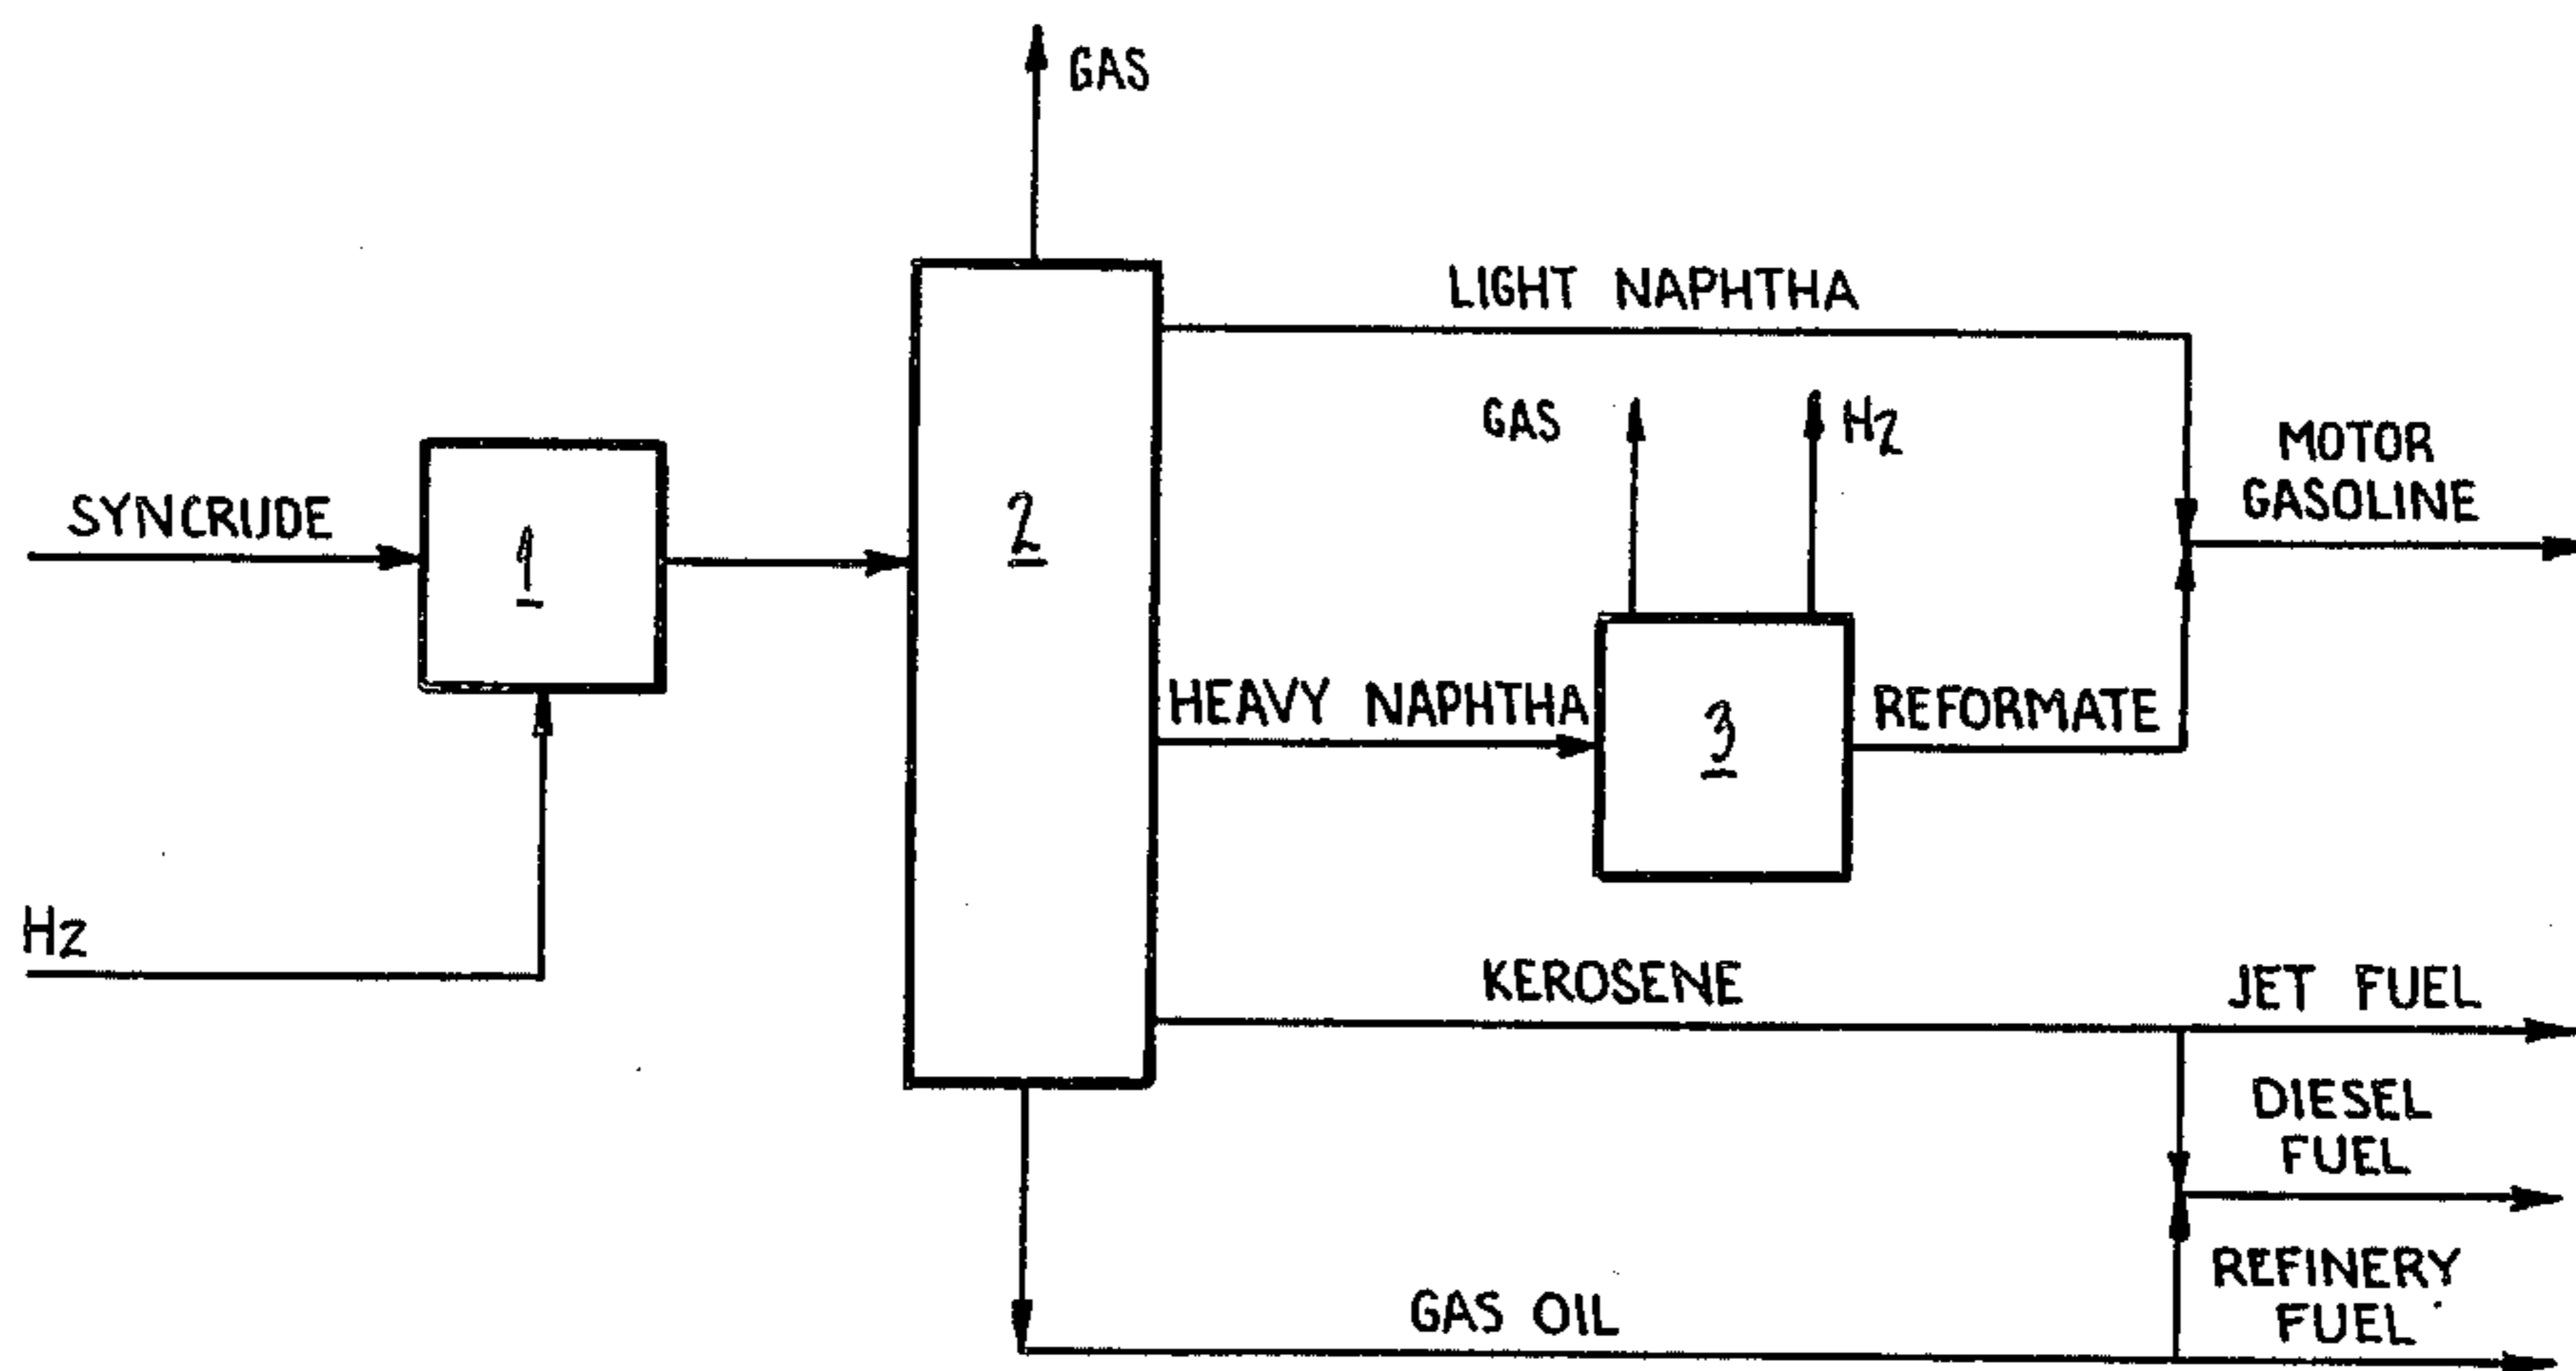 GAS
LIGHT NAPHTHA
GAS
H2
MOTOR
GASOLINE
SYNCRUDE
1
2
HEAVY NAPHTHA
3
REFORMATE
H2
KEROSENE
JET FUEL
DIESEL
FUEL
REFINERY
FUEL
GAS OIL